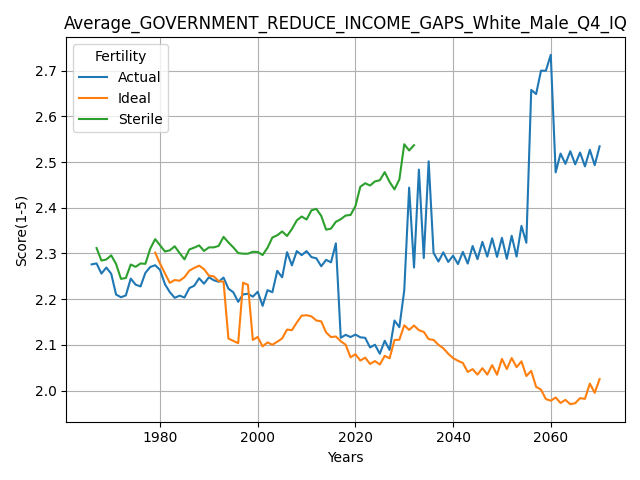 Average_GOVERNMENT_REDUCE_INCOME_GAPS_White_Male_Q4_IQ
Fertility
Actual
Ideal
Sterile
Score(1-5)
2.7
2.6
2.5
2.4
2.3
2.2
2.1
2.0
1980 2000 2020 2040 2060
Years